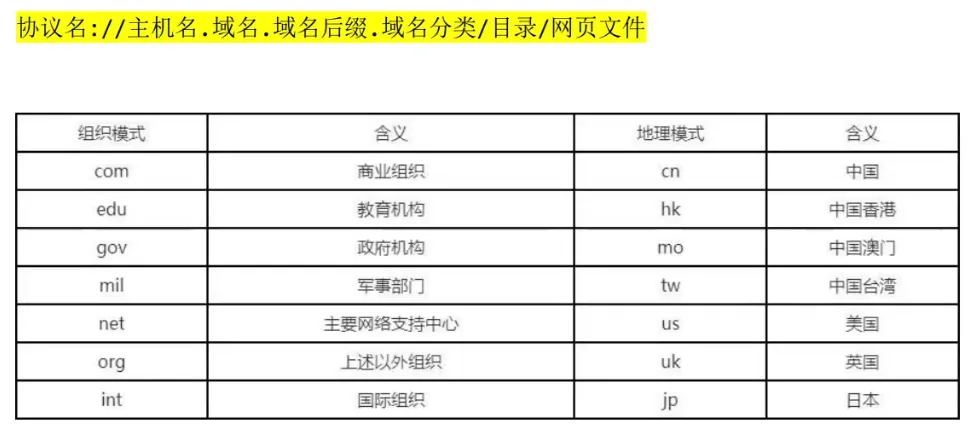 协议名://主机名.域名.域名后缀.域名分类/目录/网页文件
组织模式 含义 地理模式 含义
com 商业组织 cn 中国
edu 教育机构 hk 中国香港
gov 政府机构 mo 中国澳门
mil 军事部门 tw 中国台湾
net 主要网络支持中心 us 美国
org 上述以外组织 uk 英国
int 国际组织 jp 日本